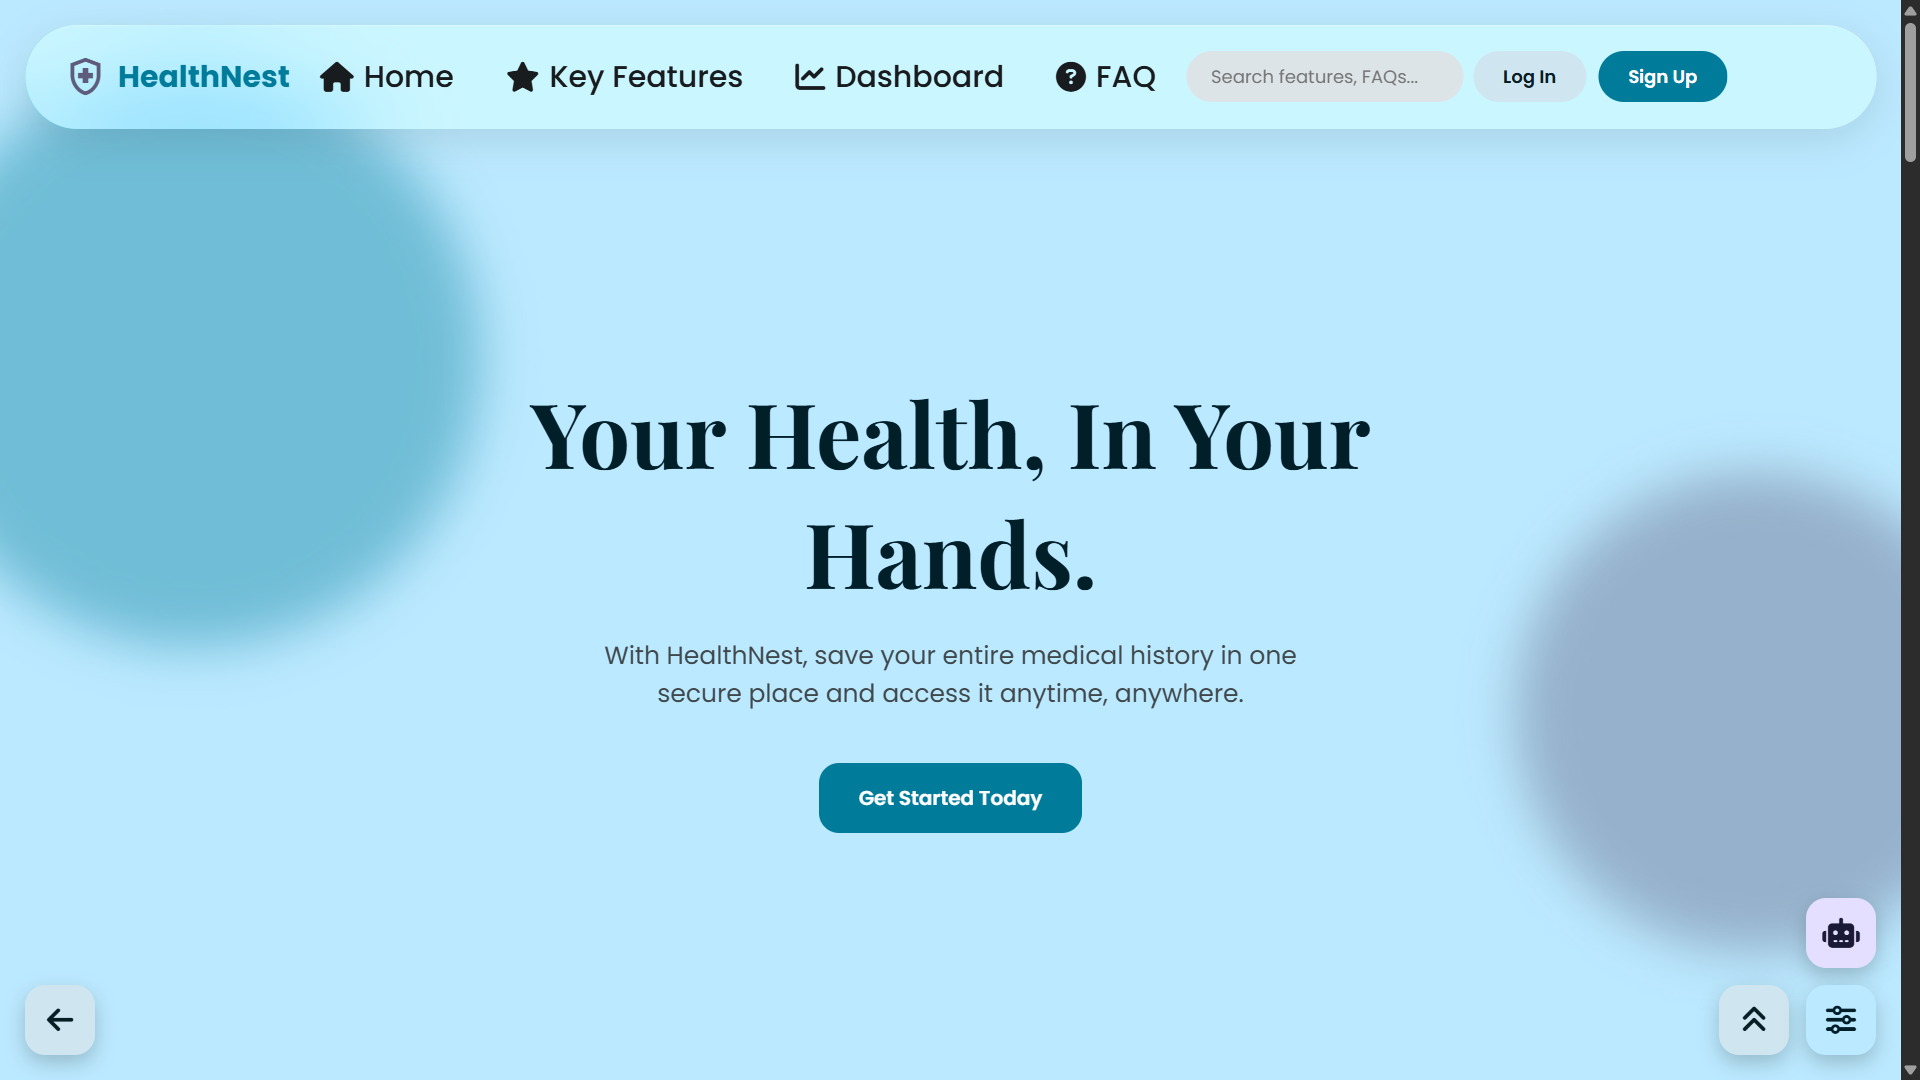 HealthNest
Home
Key Features
Dashboard
FAQ
Search features, FAQs...
Log In
Sign Up
Your Health, In Your
Hands.
With HealthNest, save your entire medical history in one
secure place and access it anytime, anywhere.
Get Started Today